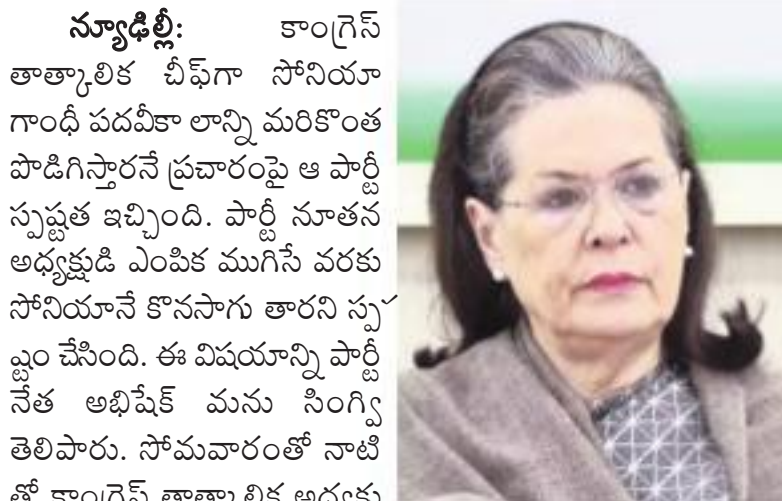 న్యూఢిల్లీ: కాంగ్రెస్
తాత్కాలిక చీఫ్‌గా సోనియా
గాంధీ పదవీకా లాన్ని మరికొంత
పొడిగిస్తారనే ప్రచారంపై ఆ పార్టీ
స్పష్టత ఇచ్చింది. పార్టీ నూతన
అధ్యక్షుడి ఎంపిక ముగిసే వరకు
సోనియానే కొనసాగు తారని స్ప
ష్టం చేసింది. ఈ విషయాన్ని పార్టీ
నేత అభిషేక్ మను సింగ్వి
తెలిపారు. సోమవారంతో నాటి
తో కాంగ్రెస్ తాత్కాలిక